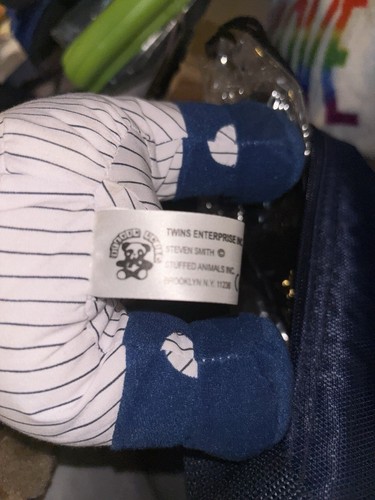 TWINS ENTERPRISE INC
STEVEN SMITH ©
STUFFED ANIMALS INC.
BROOKLYN N.Y. 11236